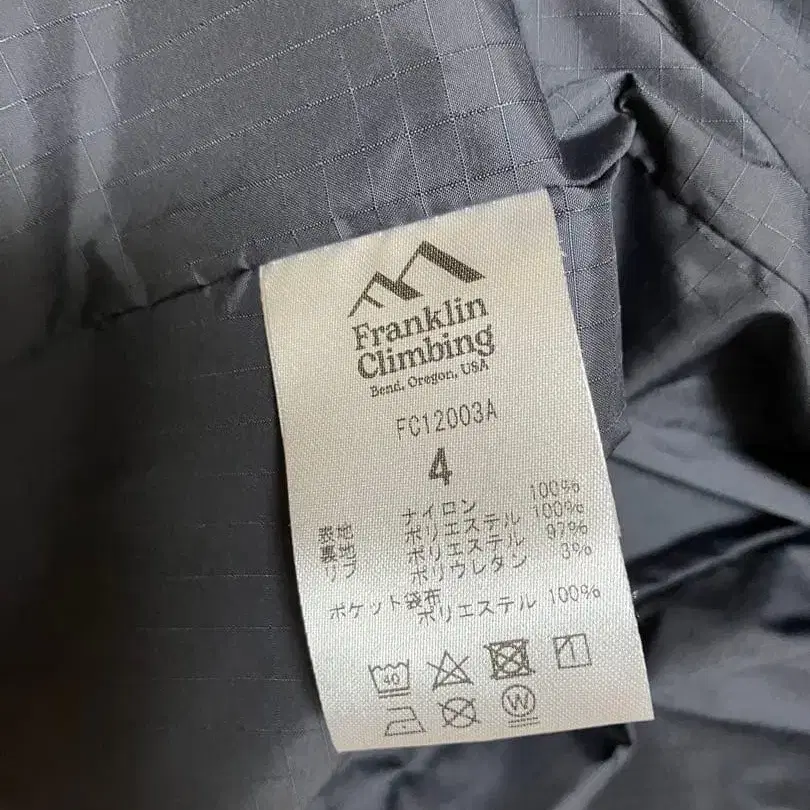 Franklin
Climbing
Bend, Oregon, USA
FC12003A
4
表地 ナイロン 100%
裏地 ポリエステル 100%
リブ ポリエステル 97%
ポリウレタン 3%
ポケット袋布
ポリエステル 100%
40
W